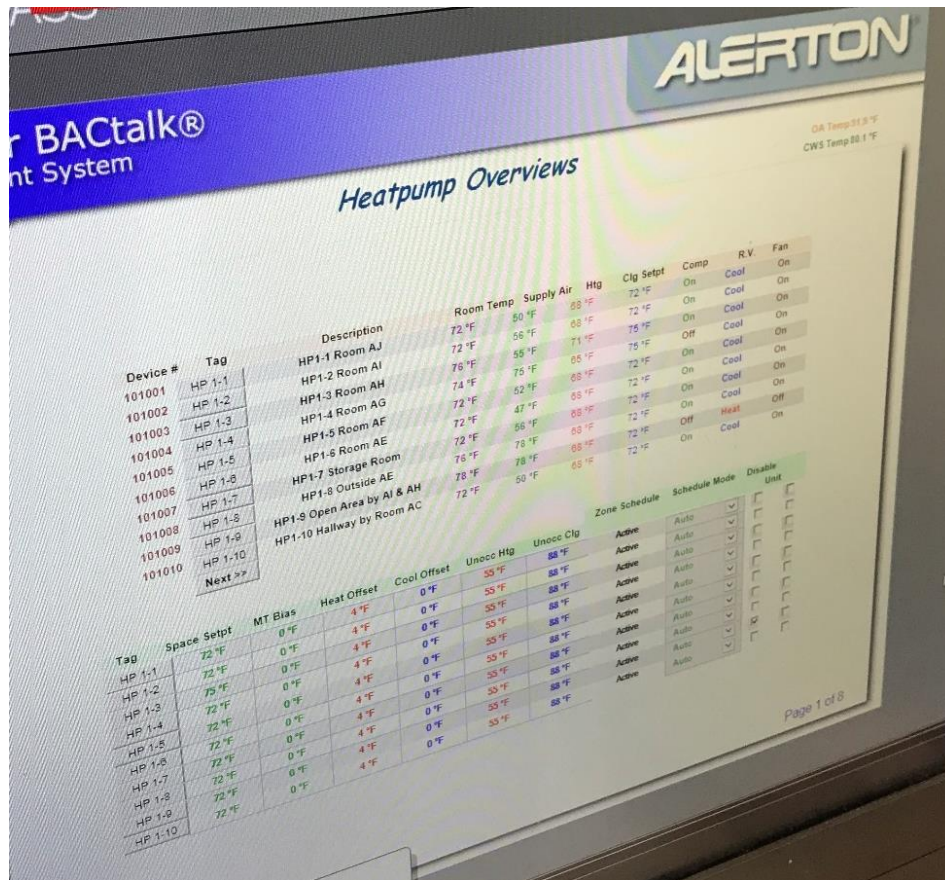 ALERTON
r BACtalk®
nt System
OA Temp °F
CWS Temp °F
Heatpump Overviews
Device # Tag Description Room Temp Supply Air Htg Clg Setpt Comp R.V. Fan
101001 HP 1-1 HP1-1 Room AJ 72 °F 50 °F 68 °F 72 °F On Cool On
101002 HP 1-2 HP1-2 Room AI 72 °F 56 °F 68 °F 72 °F On Cool On
101003 HP 1-3 HP1-3 Room AH 76 °F 55 °F 71 °F 75 °F On Cool On
101004 HP 1-4 HP1-4 Room AG 74 °F 75 °F 65 °F 75 °F Off Cool On
101005 HP 1-5 HP1-5 Room AF 72 °F 52 °F 68 °F 72 °F On Cool On
101006 HP 1-6 HP1-6 Room AE 72 °F 47 °F 68 °F 72 °F On Cool On
101007 HP 1-7 HP1-7 Storage Room 72 °F 56 °F 68 °F 72 °F On Cool On
101008 HP 1-8 HP1-8 Outside AE 76 °F 78 °F 68 °F 72 °F On Cool On
101009 HP 1-9 HP1-9 Open Area by AI & AH 78 °F 78 °F 68 °F 72 °F Off Heat Off
101010 HP 1-10 HP1-10 Hallway by Room AC 72 °F 50 °F 68 °F 72 °F On Cool On
Next >>
Tag Space Setpt MT Bias Heat Offset Cool Offset Unocc Htg Unocc Clg Zone Schedule Schedule Mode Disable Unit
HP 1-1 72 °F 0 °F 4 °F 0 °F 55 °F 88 °F Active Auto
HP 1-2 72 °F 0 °F 4 °F 0 °F 55 °F 88 °F Active Auto
HP 1-3 75 °F 0 °F 4 °F 0 °F 55 °F 88 °F Active Auto
HP 1-4 72 °F 0 °F 4 °F 0 °F 55 °F 88 °F Active Auto
HP 1-5 72 °F 0 °F 4 °F 0 °F 55 °F 88 °F Active Auto
HP 1-6 72 °F 0 °F 4 °F 0 °F 55 °F 88 °F Active Auto
HP 1-7 72 °F 0 °F 4 °F 0 °F 55 °F 88 °F Active Auto
HP 1-8 72 °F 0 °F 4 °F 0 °F 55 °F 88 °F Active Auto
HP 1-9 72 °F 0 °F 4 °F 0 °F 55 °F 88 °F Active Auto
HP 1-10 72 °F 0 °F 4 °F 0 °F 55 °F 88 °F Active Auto
Page 1 of 8